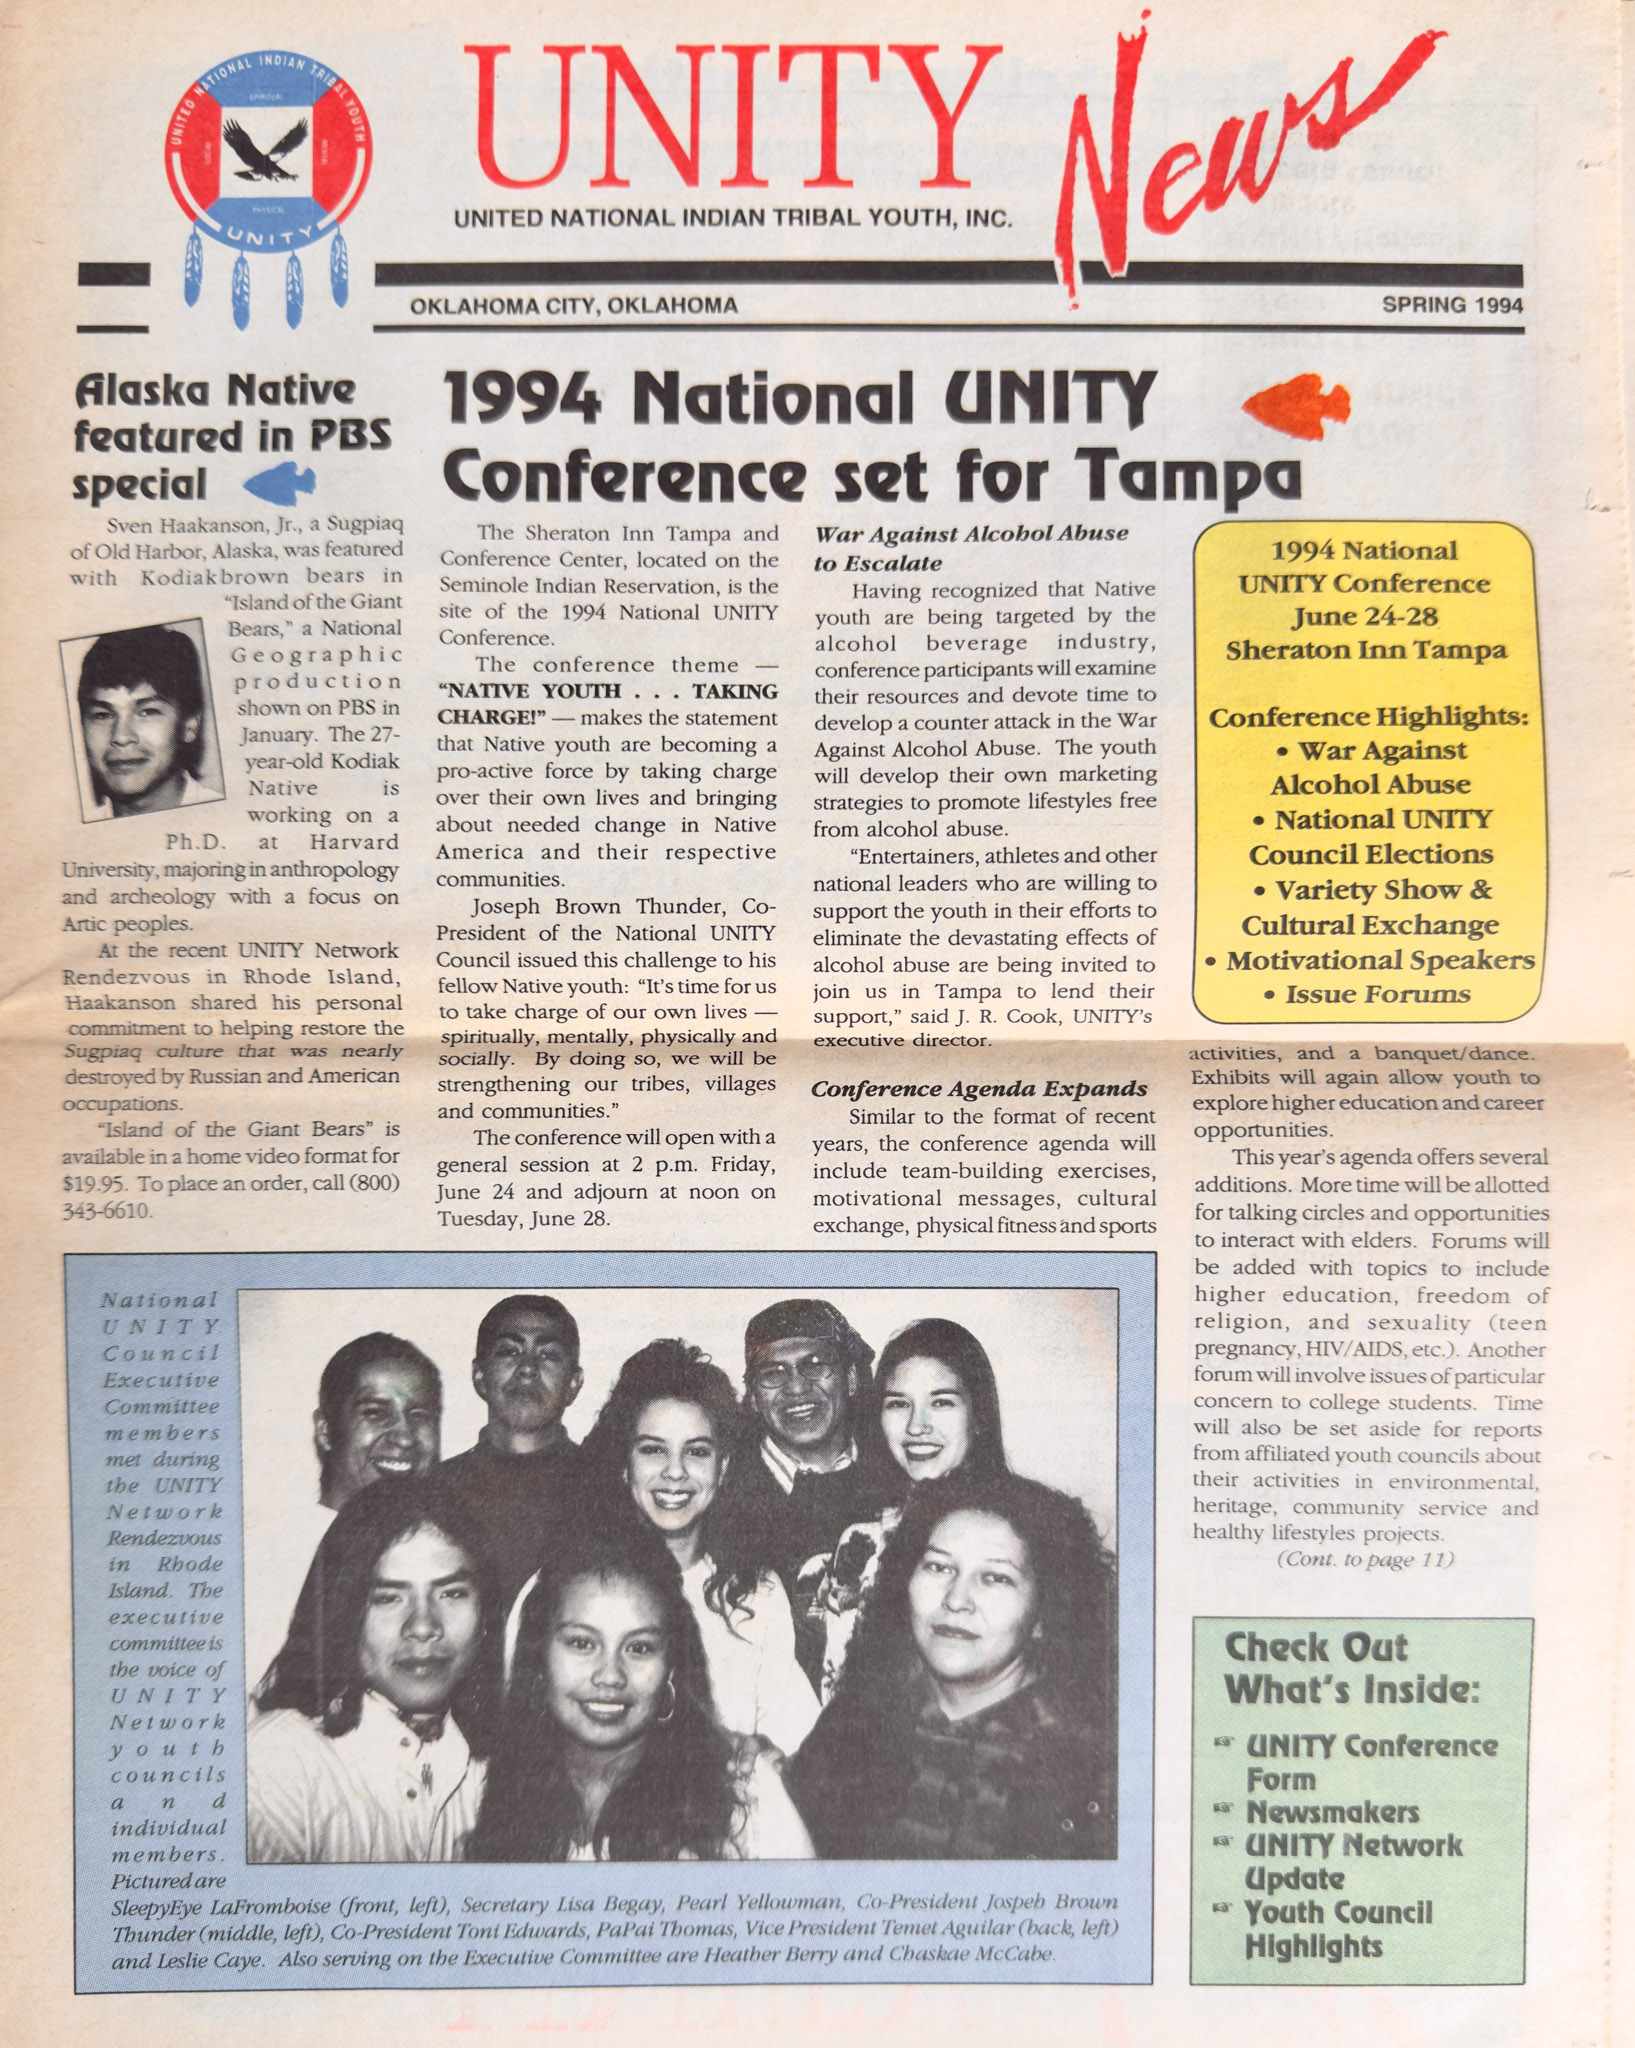 UNITED NATIONAL INDIAN TRIBAL YOUTH
SPIRITUAL
MENTAL
PHYSICAL
UNITY
UNITY News
UNITED NATIONAL INDIAN TRIBAL YOUTH, INC.
OKLAHOMA CITY, OKLAHOMA
SPRING 1994
Alaska Native
featured in PBS
special
Sven Haakanson, Jr., a Sugpiaq
of Old Harbor, Alaska, was featured
with Kodiakbrown bears in
"Island of the Giant
Bears," a National
Geographic
production
shown on PBS in
January. The 27-
year-old Kodiak
Native is
working on a
Ph.D. at Harvard
University, majoring in anthropology
and archeology with a focus on
Artic peoples.
At the recent UNITY Network
Rendezvous in Rhode Island,
Haakanson shared his personal
commitment to helping restore the
Sugpiaq culture that was nearly
destroyed by Russian and American
occupations.
"Island of the Giant Bears" is
available in a home video format for
$19.95. To place an order, call (800)
343-6610.
1994 National UNITY
Conference set for Tampa
The Sheraton Inn Tampa and
Conference Center, located on the
Seminole Indian Reservation, is the
site of the 1994 National UNITY
Conference.
The conference theme —
"NATIVE YOUTH . . . TAKING
CHARGE!" — makes the statement
that Native youth are becoming a
pro-active force by taking charge
over their own lives and bringing
about needed change in Native
America and their respective
communities.
Joseph Brown Thunder, Co-
President of the National UNITY
Council issued this challenge to his
fellow Native youth: "It's time for us
to take charge of our own lives —
spiritually, mentally, physically and
socially. By doing so, we will be
strengthening our tribes, villages
and communities."
The conference will open with a
general session at 2 p.m. Friday,
June 24 and adjourn at noon on
Tuesday, June 28.
War Against Alcohol Abuse
to Escalate
Having recognized that Native
youth are being targeted by the
alcohol beverage industry,
conference participants will examine
their resources and devote time to
develop a counter attack in the War
Against Alcohol Abuse. The youth
will develop their own marketing
strategies to promote lifestyles free
from alcohol abuse.
"Entertainers, athletes and other
national leaders who are willing to
support the youth in their efforts to
eliminate the devastating effects of
alcohol abuse are being invited to
join us in Tampa to lend their
support," said J. R. Cook, UNITY's
executive director.
Conference Agenda Expands
Similar to the format of recent
years, the conference agenda will
include team-building exercises,
motivational messages, cultural
exchange, physical fitness and sports
1994 National
UNITY Conference
June 24-28
Sheraton Inn Tampa
Conference Highlights:
• War Against
Alcohol Abuse
• National UNITY
Council Elections
• Variety Show &
Cultural Exchange
• Motivational Speakers
• Issue Forums
activities, and a banquet/dance.
Exhibits will again allow youth to
explore higher education and career
opportunities.
This year's agenda offers several
additions. More time will be allotted
for talking circles and opportunities
to interact with elders. Forums will
be added with topics to include
higher education, freedom of
religion, and sexuality (teen
pregnancy, HIV/AIDS, etc.). Another
forum will involve issues of particular
concern to college students. Time
will also be set aside for reports
from affiliated youth councils about
their activities in environmental,
heritage, community service and
healthy lifestyles projects.
(Cont. to page 11)
National
UNITY
Council
Executive
Committee
members
met during
the UNITY
Network
Rendezvous
in Rhode
Island. The
executive
committee is
the voice of
UNITY
Network
youth
councils
and
individual
members.
Pictured are
SleepyEye LaFromboise (front, left), Secretary Lisa Begay, Pearl Yellowman, Co-President Jospeh Brown
Thunder (middle, left), Co-President Toni Edwards, PaPai Thomas, Vice President Temet Aguilar (back, left)
and Leslie Caye. Also serving on the Executive Committee are Heather Berry and Chaskae McCabe.
Check Out
What's Inside:
☞ UNITY Conference
Form
☞ Newsmakers
☞ UNITY Network
Update
☞ Youth Council
Highlights